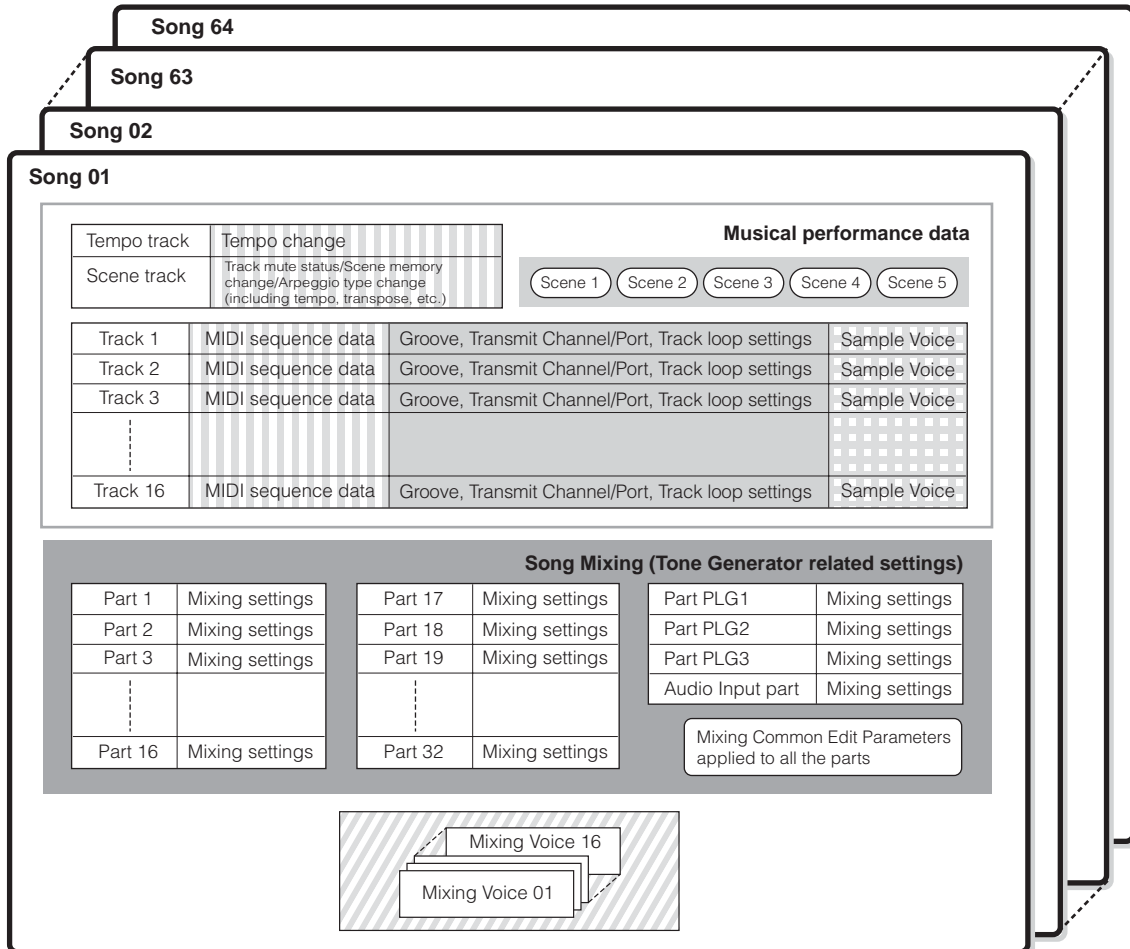 Song 64
Song 63
Song 02
Song 01
Tempo track Tempo change
Scene track Track mute status/Scene memory
change/Arpeggio type change
(including tempo, transpose, etc.)
Musical performance data
Scene 1 Scene 2 Scene 3 Scene 4 Scene 5
Track 1 MIDI sequence data Groove, Transmit Channel/Port, Track loop settings Sample Voice
Track 2 MIDI sequence data Groove, Transmit Channel/Port, Track loop settings Sample Voice
Track 3 MIDI sequence data Groove, Transmit Channel/Port, Track loop settings Sample Voice
Track 16 MIDI sequence data Groove, Transmit Channel/Port, Track loop settings Sample Voice
Song Mixing (Tone Generator related settings)
Part 1 Mixing settings Part 17 Mixing settings Part PLG1 Mixing settings
Part 2 Mixing settings Part 18 Mixing settings Part PLG2 Mixing settings
Part 3 Mixing settings Part 19 Mixing settings Part PLG3 Mixing settings
Audio Input part Mixing settings
Part 16 Mixing settings Part 32 Mixing settings
Mixing Common Edit Parameters
applied to all the parts
Mixing Voice 16
Mixing Voice 01